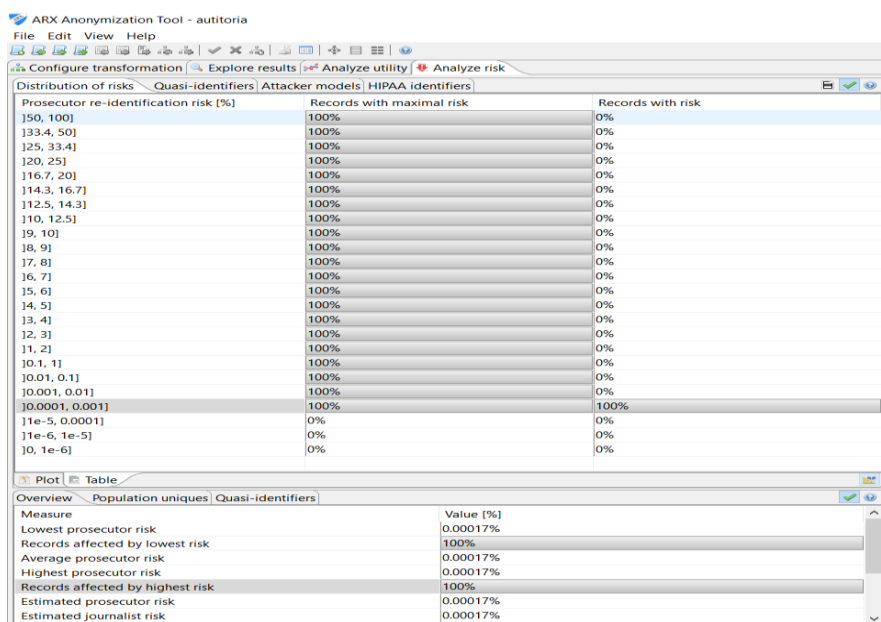 ARX Anonymization Tool - autitoria
File Edit View Help
Configure transformation Explore results Analyze utility Analyze risk
Distribution of risks Quasi-identifiers Attacker models HIPAA identifiers
Prosecutor re-identification risk [%] Records with maximal risk Records with risk
]50, 100] 100% 0%
]33.4, 50] 100% 0%
]25, 33.4] 100% 0%
]20, 25] 100% 0%
]16.7, 20] 100% 0%
]14.3, 16.7] 100% 0%
]12.5, 14.3] 100% 0%
]10, 12.5] 100% 0%
]9, 10] 100% 0%
]8, 9] 100% 0%
]7, 8] 100% 0%
]6, 7] 100% 0%
]5, 6] 100% 0%
]4, 5] 100% 0%
]3, 4] 100% 0%
]2, 3] 100% 0%
]1, 2] 100% 0%
]0.1, 1] 100% 0%
]0.01, 0.1] 100% 0%
]0.001, 0.01] 100% 0%
]0.0001, 0.001] 100% 100%
]1e-5, 0.0001] 0% 0%
]1e-6, 1e-5] 0% 0%
]0, 1e-6] 0% 0%
Plot Table
Overview Population uniques Quasi-identifiers
Measure Value [%]
Lowest prosecutor risk 0.00017%
Records affected by lowest risk 100%
Average prosecutor risk 0.00017%
Highest prosecutor risk 0.00017%
Records affected by highest risk 100%
Estimated prosecutor risk 0.00017%
Estimated journalist risk 0.00017%